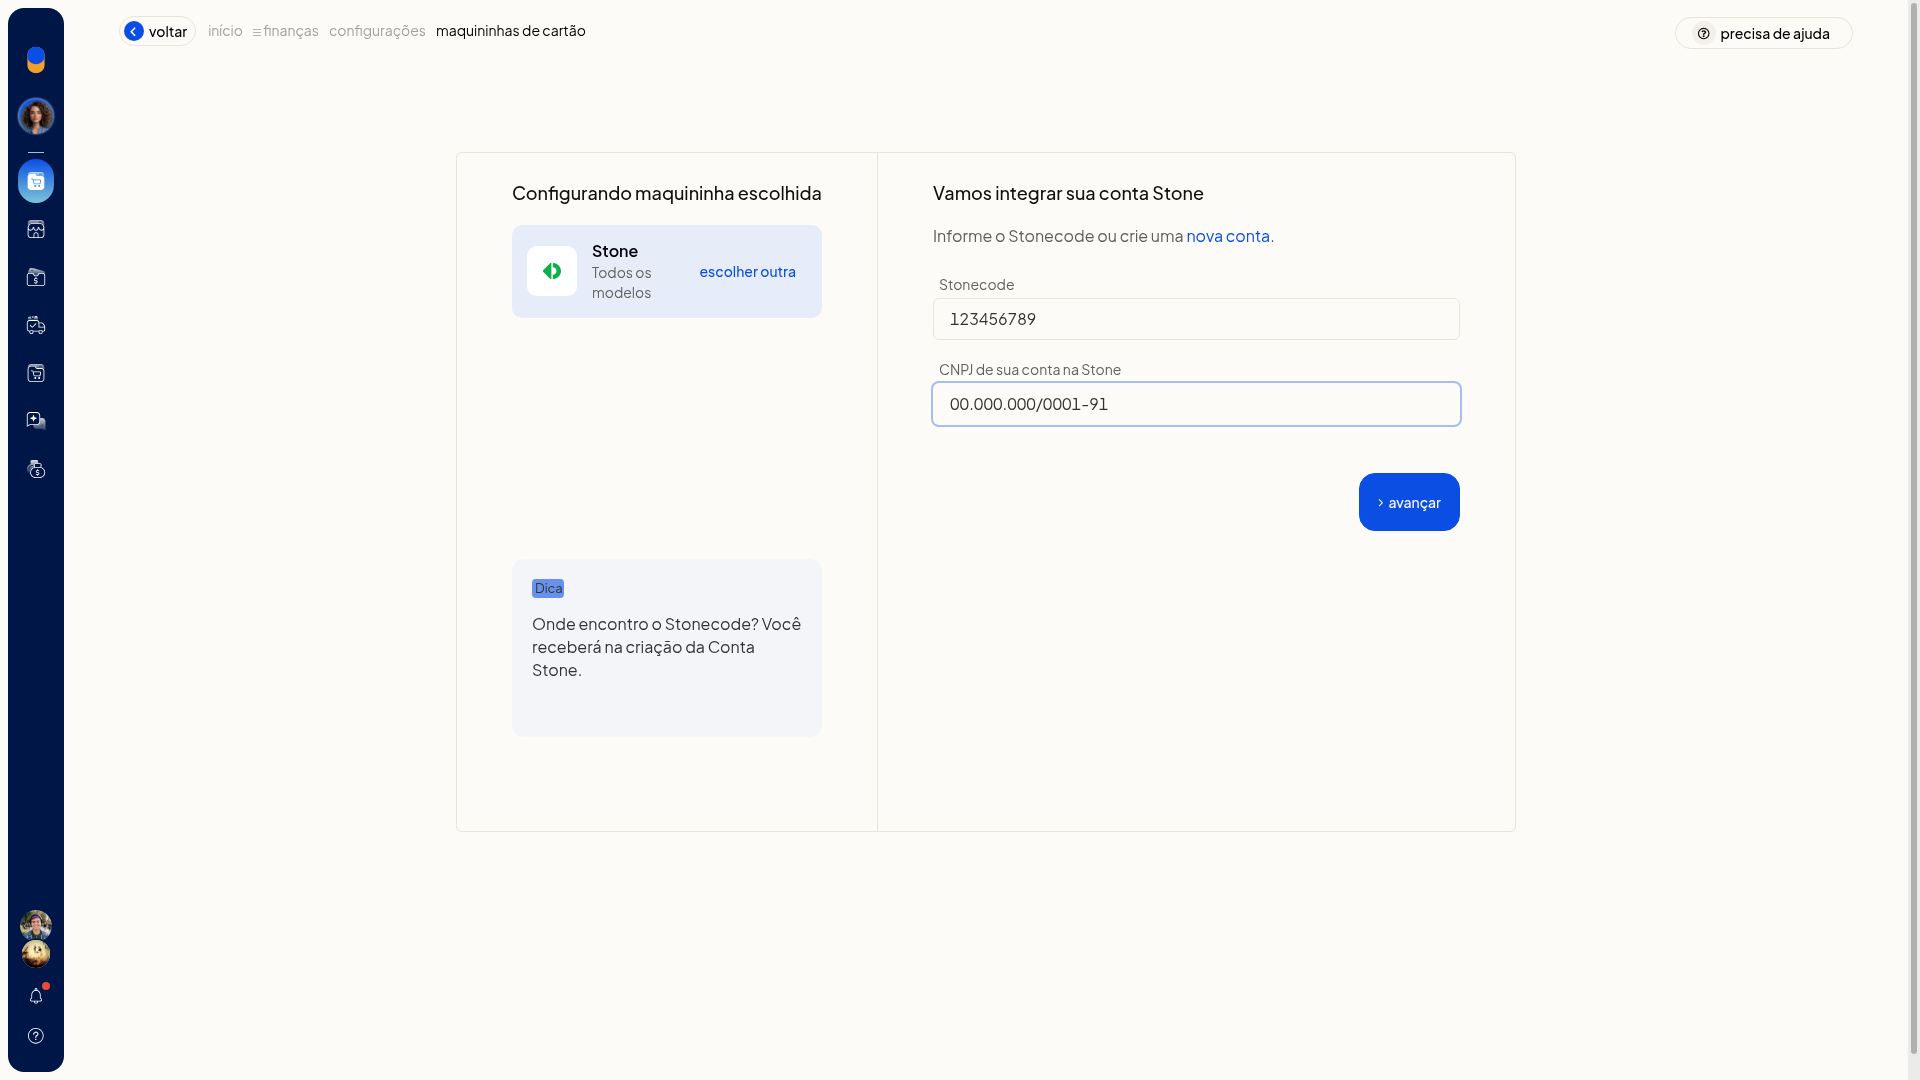 voltar
início
finanças
configurações
maquininhas de cartão
precisa de ajuda
Configurando maquininha escolhida
Stone
Todos os
modelos
escolher outra
Dica
Onde encontro o Stonecode? Você
receberá na criação da Conta
Stone.
Vamos integrar sua conta Stone
Informe o Stonecode ou crie uma nova conta.
Stonecode
123456789
CNPJ de sua conta na Stone
00.000.000/0001-91
avançar